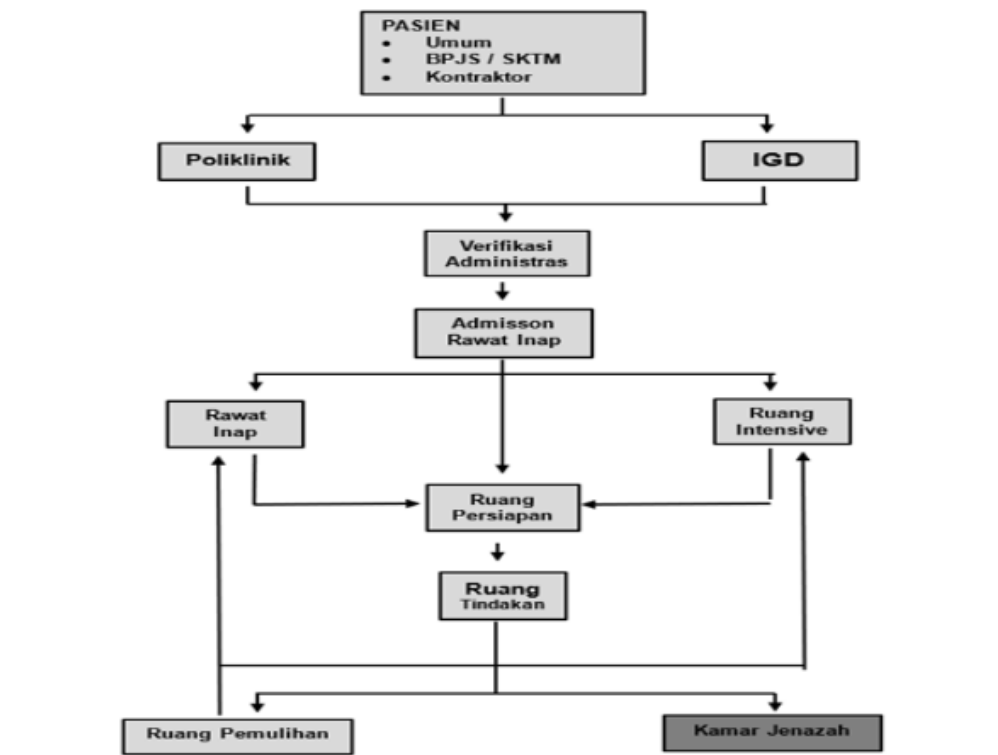 PASIEN
• Umum
• BPJS / SKTM
• Kontraktor
Poliklinik
IGD
Verifikasi
Administras
Admisson
Rawat Inap
Rawat
Inap
Ruang
Intensive
Ruang
Persiapan
Ruang
Tindakan
Ruang Pemulihan
Kamar Jenazah